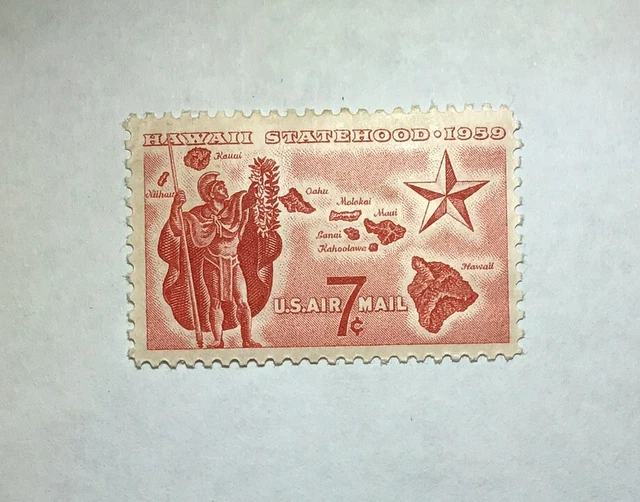 HAWAII STATEHOOD · 1959
Kauai
Niihau
Oahu
Molokai
Maui
Lanai
Kahoolawe
Hawaii
U.S. AIR 7¢ MAIL